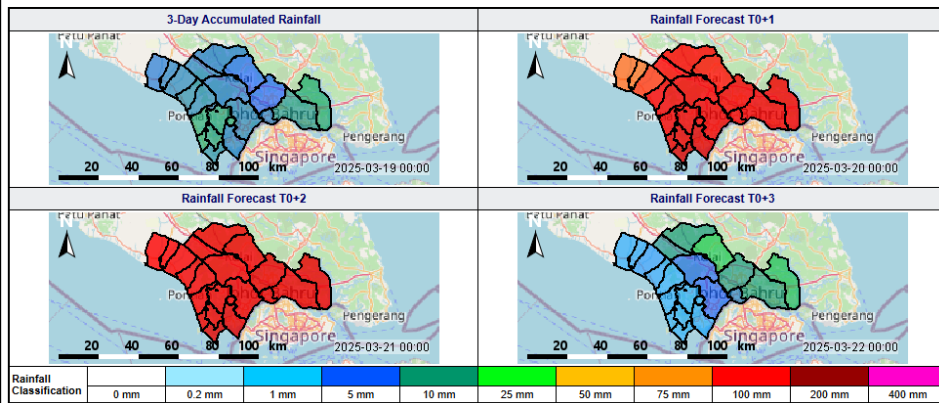 3-Day Accumulated Rainfall
Rainfall Forecast T0+1
N
Pengerang
Singapore
20 40 60 80 100 km
2025-03-19 00:00
N
Pengerang
Singapore
20 40 60 80 100 km
2025-03-20 00:00
Rainfall Forecast T0+2
Rainfall Forecast T0+3
N
Pengerang
Singapore
20 40 60 80 100 km
2025-03-21 00:00
N
Pengerang
Singapore
20 40 60 80 100 km
2025-03-22 00:00
Rainfall
Classification
0 mm 0.2 mm 1 mm 5 mm 10 mm 25 mm 50 mm 75 mm 100 mm 200 mm 400 mm